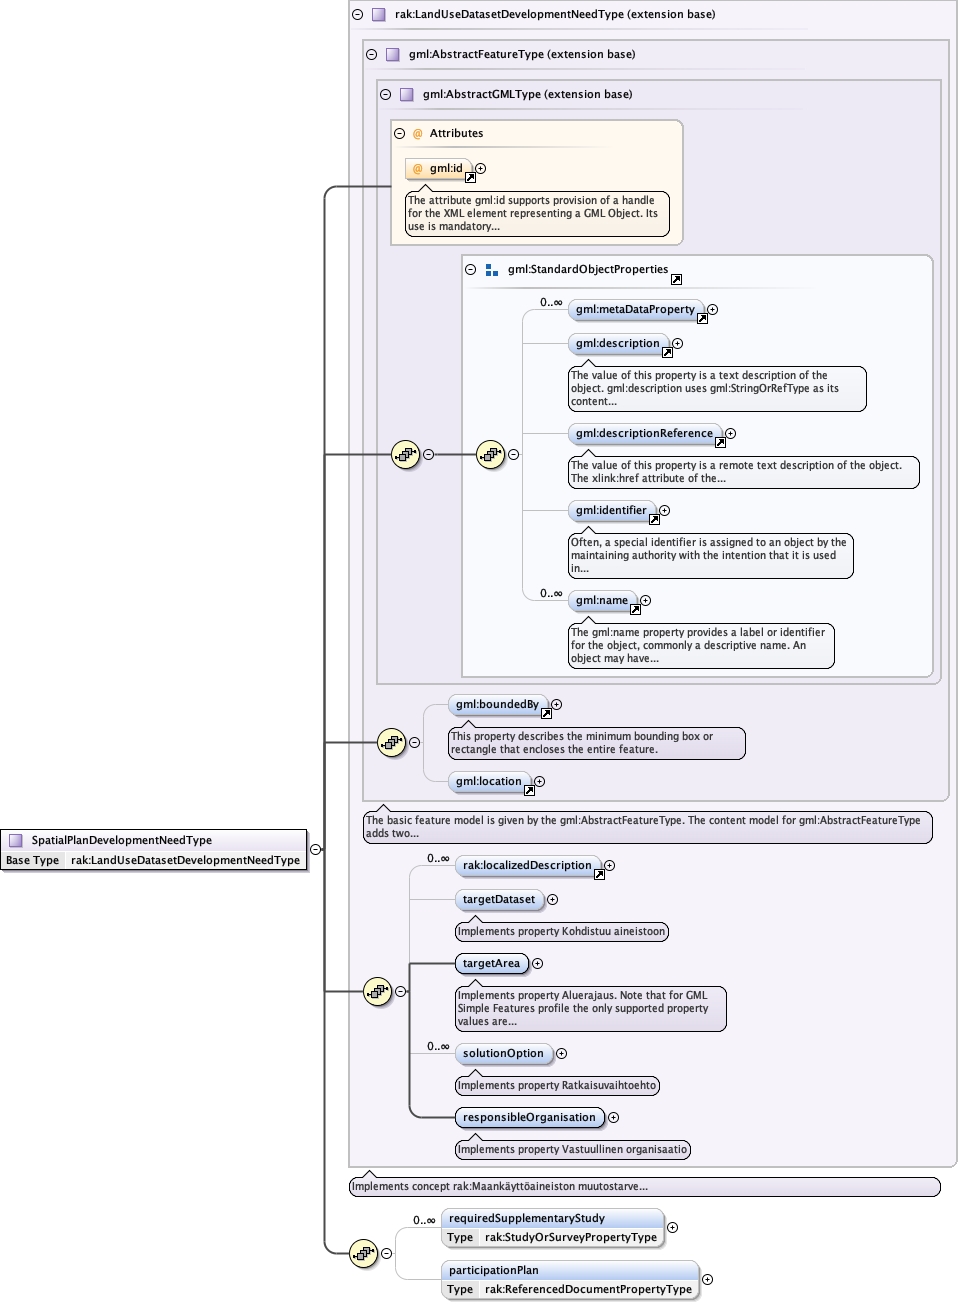 rak:LandUseDatasetDevelopmentNeedType (extension base)
gml:AbstractFeatureType (extension base)
gml:AbstractGMLType (extension base)
@ Attributes
@ gml:id
The attribute gml:id supports provision of a handle
for the XML element representing a GML Object. Its
use is mandatory...
gml:StandardObjectProperties
0..∞
gml:metaDataProperty
gml:description
The value of this property is a text description of the
object. gml:description uses gml:StringOrRefType as its
content...
gml:descriptionReference
The value of this property is a remote text description of the object.
The xlink:href attribute of the...
gml:identifier
Often, a special identifier is assigned to an object by the
maintaining authority with the intention that it is used
in...
0..∞
gml:name
The gml:name property provides a label or identifier
for the object, commonly a descriptive name. An
object may have...
gml:boundedBy
This property describes the minimum bounding box or
rectangle that encloses the entire feature.
gml:location
The basic feature model is given by the gml:AbstractFeatureType. The content model for gml:AbstractFeatureType
adds two...
SpatialPlanDevelopmentNeedType
Base Type rak:LandUseDatasetDevelopmentNeedType
0..∞
rak:localizedDescription
targetDataset
Implements property Kohdistuu aineistoon
targetArea
Implements property Aluerajaus. Note that for GML
Simple Features profile the only supported property
values are...
0..∞
solutionOption
Implements property Ratkaisuvaihtoehto
responsibleOrganisation
Implements property Vastuullinen organisaatio
Implements concept rak:Maankäyttöaineiston muutostarve...
0..∞
requiredSupplementaryStudy
Type rak:StudyOrSurveyPropertyType
participationPlan
Type rak:ReferencedDocumentPropertyType